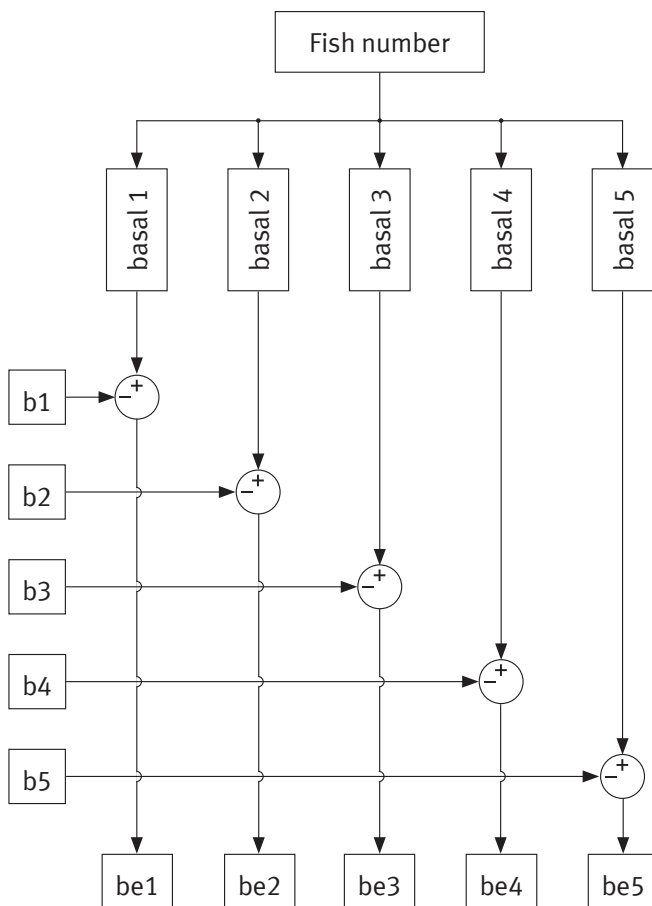 Fish number
basal 1
basal 2
basal 3
basal 4
basal 5
b1
− +
b2
− +
b3
− +
b4
− +
b5
− +
be1
be2
be3
be4
be5